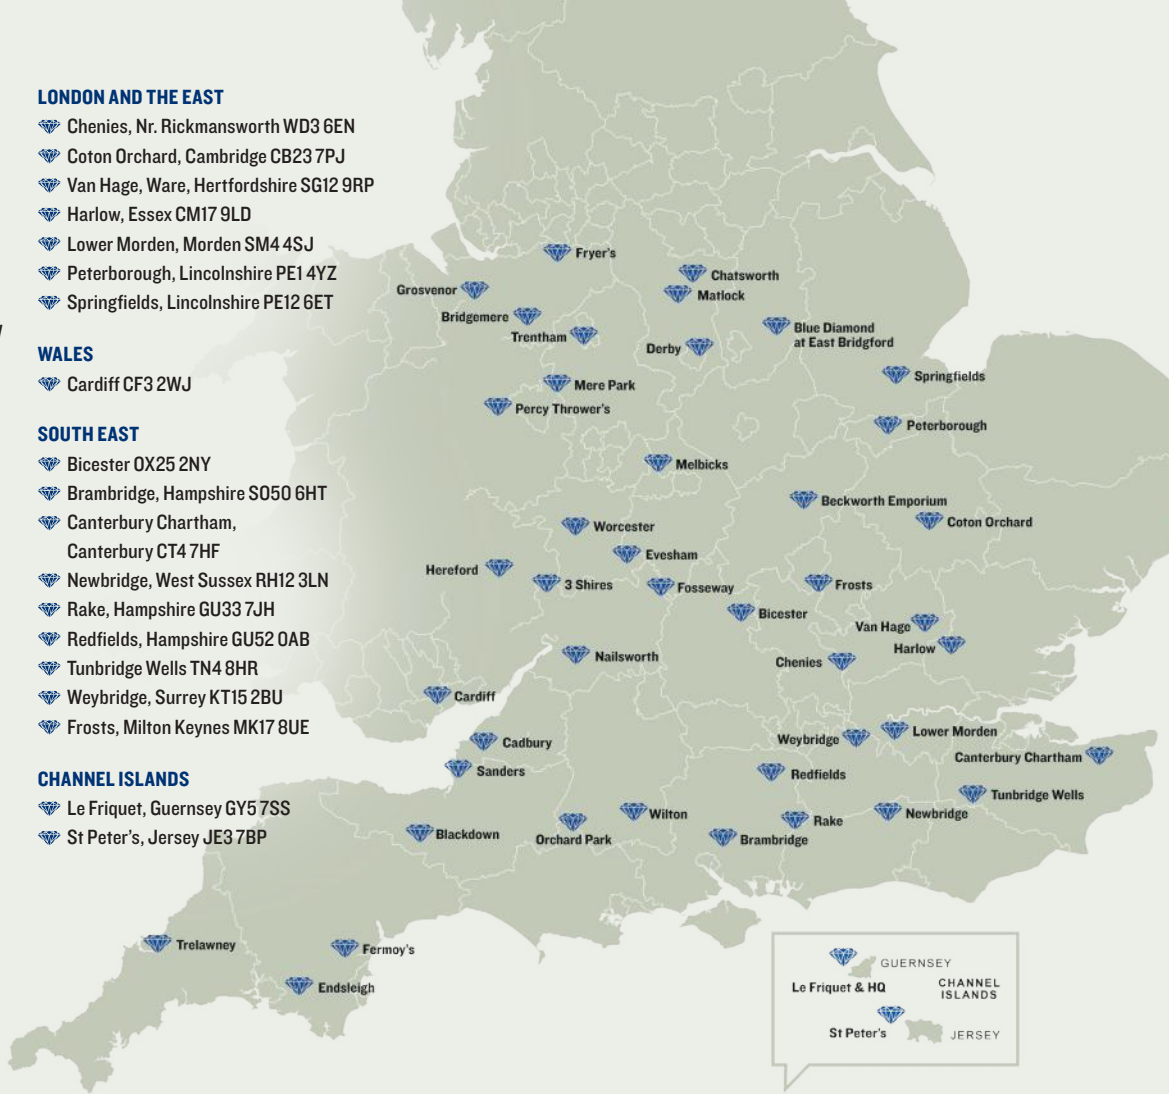 LONDON AND THE EAST
Chenies, Nr. Rickmansworth WD3 6EN
Coton Orchard, Cambridge CB23 7PJ
Van Hage, Ware, Hertfordshire SG12 9RP
Harlow, Essex CM17 9LD
Lower Morden, Morden SM4 4SJ
Peterborough, Lincolnshire PE1 4YZ
Springfields, Lincolnshire PE12 6ET
WALES
Cardiff CF3 2WJ
SOUTH EAST
Bicester OX25 2NY
Brambridge, Hampshire SO50 6HT
Canterbury Chartham,
Canterbury CT4 7HF
Newbridge, West Sussex RH12 3LN
Rake, Hampshire GU33 7JH
Redfields, Hampshire GU52 0AB
Tunbridge Wells TN4 8HR
Weybridge, Surrey KT15 2BU
Frosts, Milton Keynes MK17 8UE
CHANNEL ISLANDS
Le Friquet, Guernsey GY5 7SS
St Peter's, Jersey JE3 7BP
Fryer's
Chatsworth
Grosvenor
Matlock
Bridgemere
Blue Diamond
at East Bridgford
Trentham
Derby
Springfields
Mere Park
Percy Thrower's
Peterborough
Melbicks
Beckworth Emporium
Coton Orchard
Worcester
Evesham
Hereford
3 Shires
Fosseway
Frosts
Bicester
Van Hage
Harlow
Nailsworth
Chenies
Cardiff
Lower Morden
Weybridge
Cadbury
Canterbury Chartham
Sanders
Redfields
Tunbridge Wells
Wilton
Newbridge
Rake
Blackdown
Orchard Park
Brambridge
Trelawney
Fermoy's
Endsleigh
GUERNSEY
Le Friquet & HQ
CHANNEL
ISLANDS
St Peter's
JERSEY